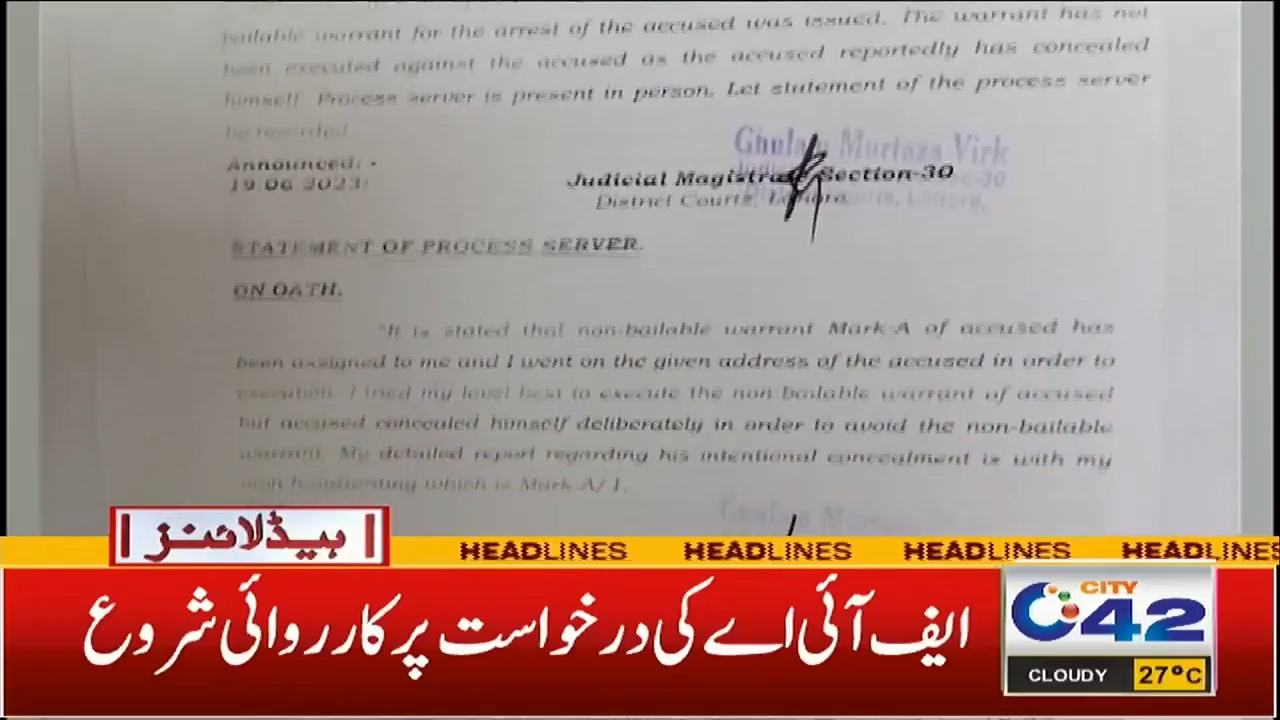 bailable warrant for the arrest of the accused was issued. The warrant has not
been executed against the accused as the accused reportedly has concealed
himself. Process server is present in person. Let statement of the process server
be recorded
Announced: -
19.06.2023.
Ghulam Murtaza Virk
Judicial Magistrate Section-30
District Courts, Lahore.
STATEMENT OF PROCESS SERVER.
ON OATH.
"It is stated that non-bailable warrant Mark-A of accused has
been assigned to me and I went on the given address of the accused in order to
execution. I tried my level best to execute the non-bailable warrant of accused
but accused concealed himself deliberately in order to avoid the non-bailable
warrant. My detailed report regarding his intentional concealment is with my
own handwriting which is Mark-A/1.
ہیڈلائنز
HEADLINES HEADLINES HEADLINES HEADLINES
ایف آئی اے کی درخواست پر کارروائی شروع
CITY
42
CLOUDY 27°C